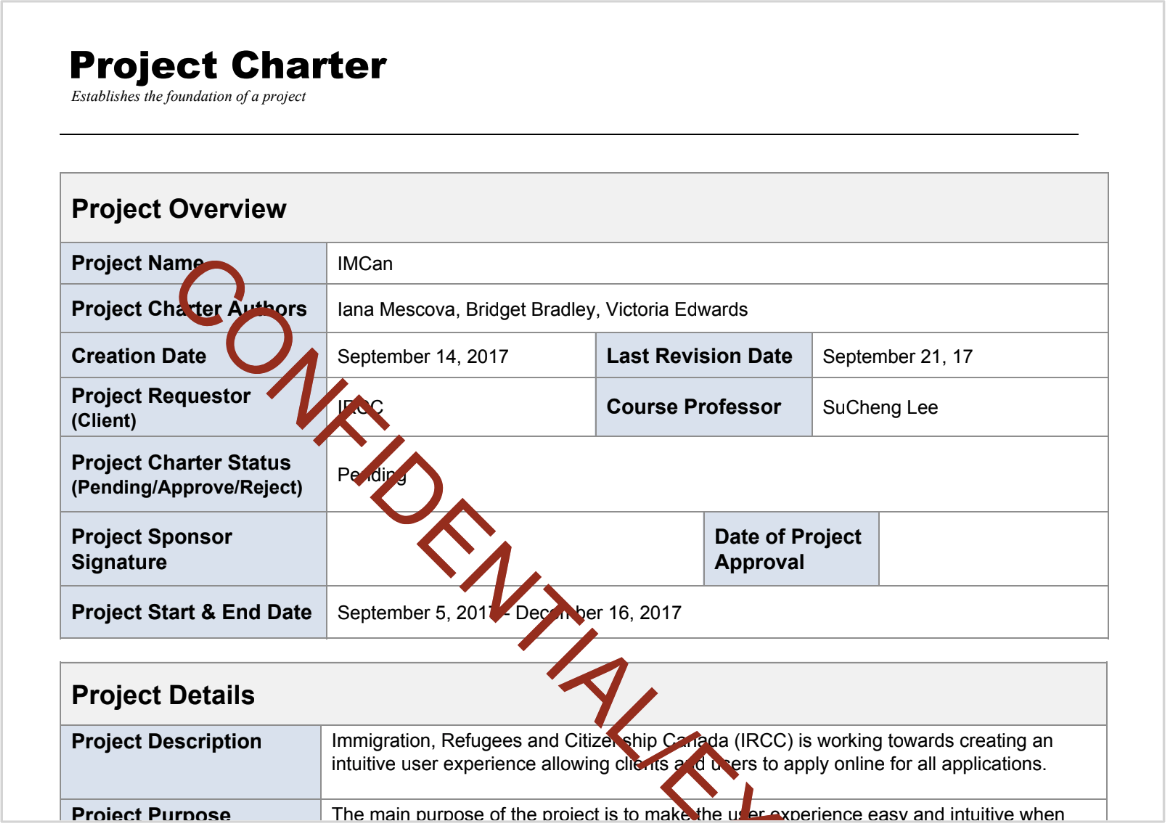 Project Charter
Establishes the foundation of a project
Project Overview
Project Name IMCan
Project Charter Authors Iana Mescova, Bridget Bradley, Victoria Edwards
Creation Date September 14, 2017 Last Revision Date September 21, 17
Project Requestor
(Client) IRCC Course Professor SuCheng Lee
Project Charter Status
(Pending/Approve/Reject) Pending
Project Sponsor
Signature
Date of Project
Approval
Project Start & End Date September 5, 2017 - December 16, 2017
Project Details
Project Description Immigration, Refugees and Citizenship Canada (IRCC) is working towards creating an
intuitive user experience allowing clients and users to apply online for all applications.
Project Purpose The main purpose of the project is to make the user experience easy and intuitive when
CONFIDENTIAL/EX